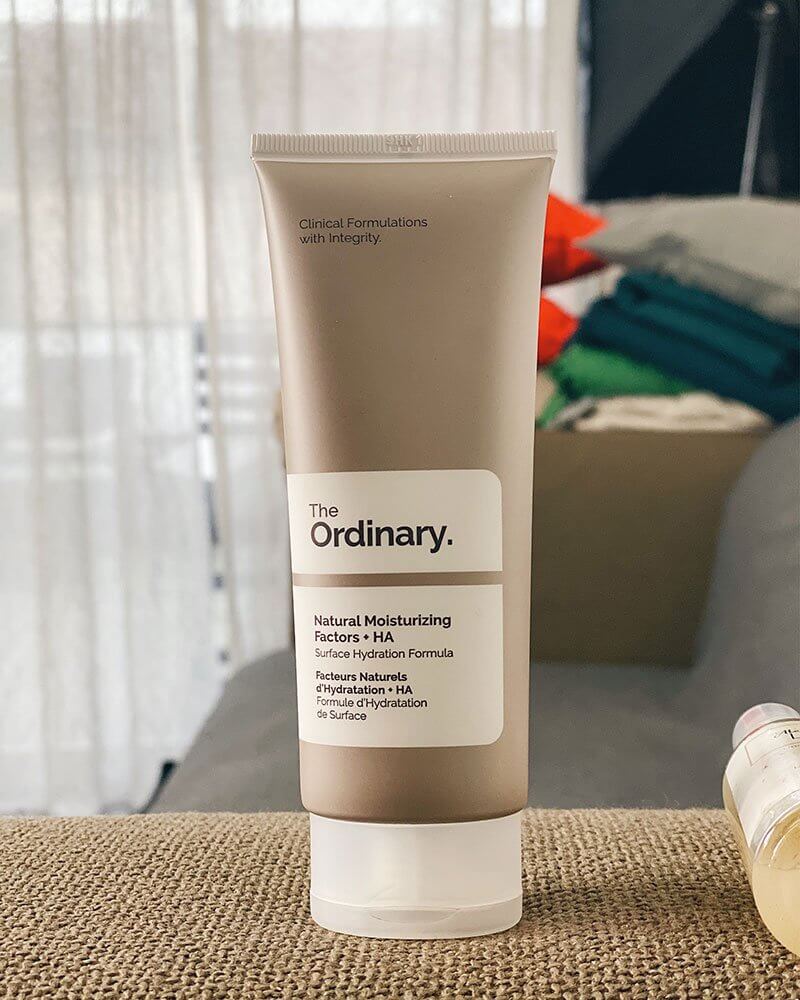 Clinical Formulations
with Integrity.
The
Ordinary.
Natural Moisturizing
Factors + HA
Surface Hydration Formula
Facteurs Naturels
d'Hydratation + HA
Formule d'Hydratation
de Surface